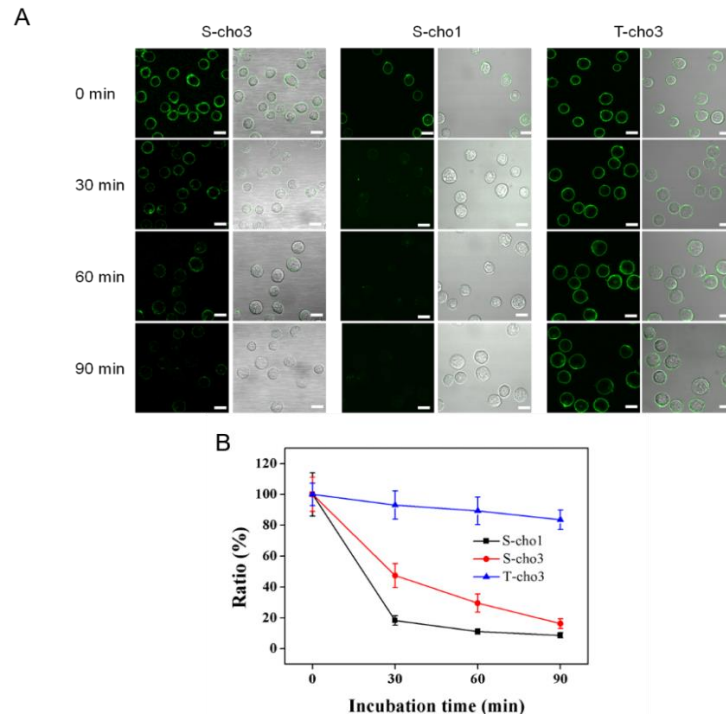 A
S-cho3 S-cho1 T-cho3
0 min
30 min
60 min
90 min
B
120
100
80
60
40
20
0
Ratio (%)
S-cho1
S-cho3
T-cho3
0 30 60 90
Incubation time (min)